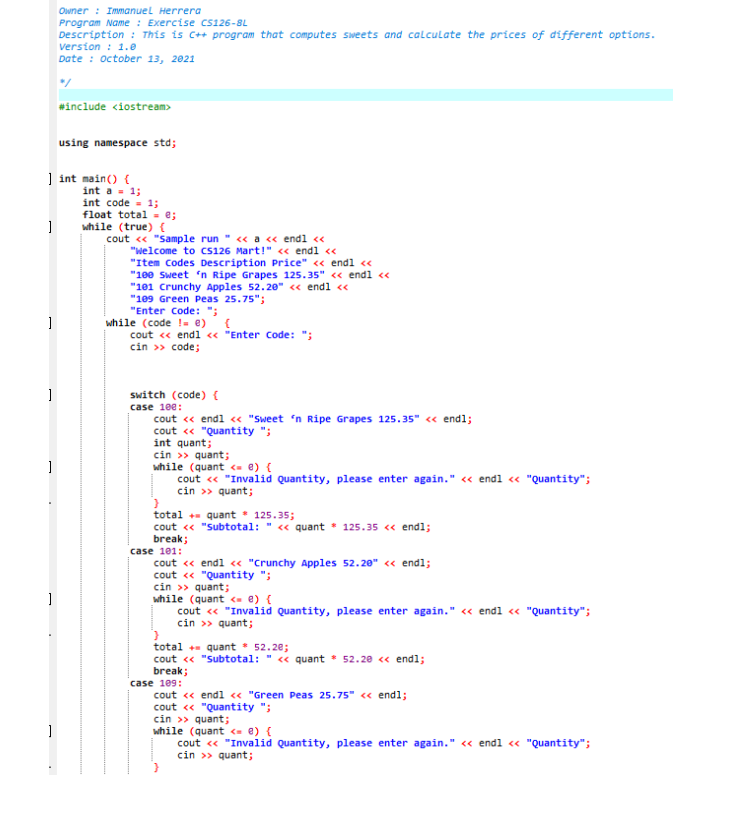 Owner : Immanuel Herrera
Program Name : Exercise CS126-8L
Description : This is C++ program that computes sweets and calculate the prices of different options.
Version : 1.0
Date : October 13, 2021
*/
#include <iostream>
using namespace std;
int main() {
int a = 1;
int code = 1;
float total = 0;
while (true) {
cout << "Sample run " << a << endl <<
"Welcome to CS126 Mart!" << endl <<
"Item Codes Description Price" << endl <<
"100 Sweet ‘n Ripe Grapes 125.35" << endl <<
"101 Crunchy Apples 52.20" << endl <<
"109 Green Peas 25.75";
"Enter Code: ";
while (code != 0) {
cout << endl << "Enter Code: ";
cin >> code;
switch (code) {
case 100:
cout << endl << "Sweet ‘n Ripe Grapes 125.35" << endl;
cout << "Quantity ";
int quant;
cin >> quant;
while (quant <= 0) {
cout << "Invalid Quantity, please enter again." << endl << "Quantity";
cin >> quant;
}
total += quant * 125.35;
cout << "Subtotal: " << quant * 125.35 << endl;
break;
case 101:
cout << endl << "Crunchy Apples 52.20" << endl;
cout << "Quantity ";
cin >> quant;
while (quant <= 0) {
cout << "Invalid Quantity, please enter again." << endl << "Quantity";
cin >> quant;
}
total += quant * 52.20;
cout << "Subtotal: " << quant * 52.20 << endl;
break;
case 109:
cout << endl << "Green Peas 25.75" << endl;
cout << "Quantity ";
cin >> quant;
while (quant <= 0) {
cout << "Invalid Quantity, please enter again." << endl << "Quantity";
cin >> quant;
}